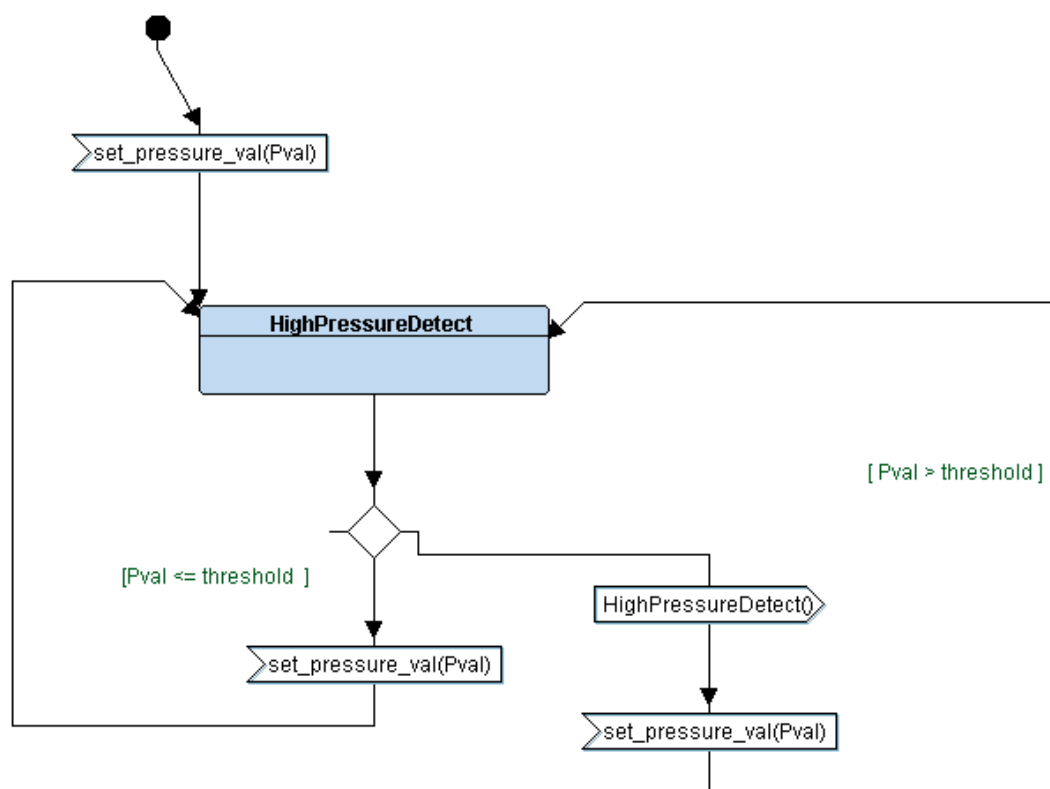 set_pressure_val(Pval)
HighPressureDetect
[ Pval > threshold ]
[Pval <= threshold ]
HighPressureDetect()
set_pressure_val(Pval)
set_pressure_val(Pval)